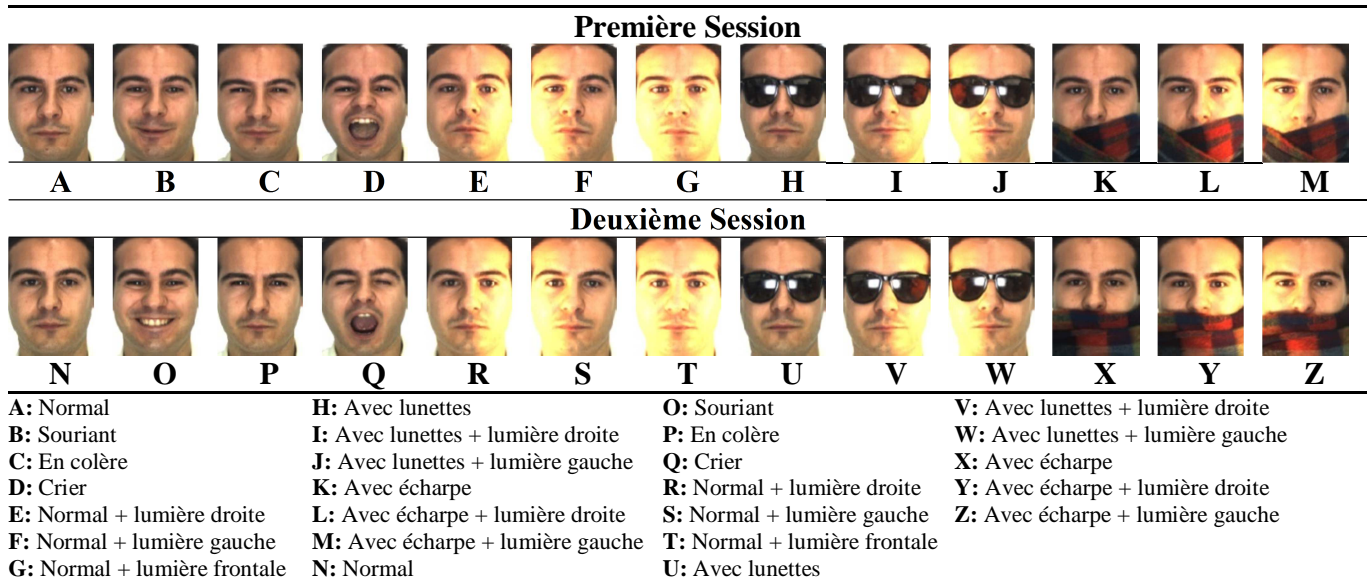 Première Session
A B C D E F G H I J K L M
Deuxième Session
N O P Q R S T U V W X Y Z
A: Normal H: Avec lunettes O: Souriant V: Avec lunettes + lumière droite
B: Souriant I: Avec lunettes + lumière droite P: En colère W: Avec lunettes + lumière gauche
C: En colère J: Avec lunettes + lumière gauche Q: Crier X: Avec écharpe
D: Crier K: Avec écharpe R: Normal + lumière droite Y: Avec écharpe + lumière droite
E: Normal + lumière droite L: Avec écharpe + lumière droite S: Normal + lumière gauche Z: Avec écharpe + lumière gauche
F: Normal + lumière gauche M: Avec écharpe + lumière gauche T: Normal + lumière frontale
G: Normal + lumière frontale N: Normal U: Avec lunettes